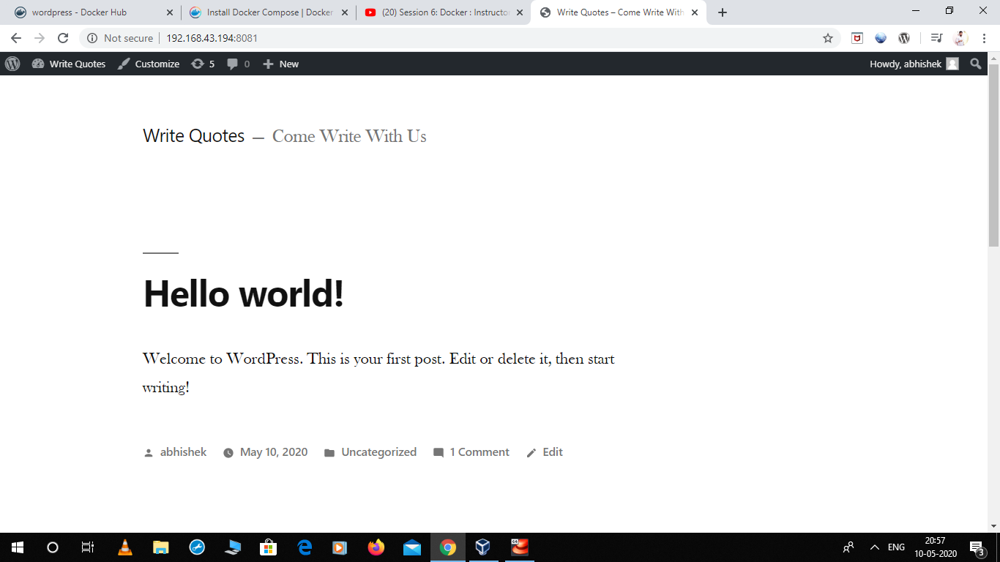 wordpress - Docker Hub
Install Docker Compose | Docker
(20) Session 6: Docker : Instructo
Write Quotes – Come Write With
Not secure
192.168.43.194:8081
Write Quotes
Customize
5
0
New
Howdy, abhishek
Write Quotes — Come Write With Us
Hello world!
Welcome to WordPress. This is your first post. Edit or delete it, then start
writing!
abhishek
May 10, 2020
Uncategorized
1 Comment
Edit
ENG
20:57
10-05-2020
3